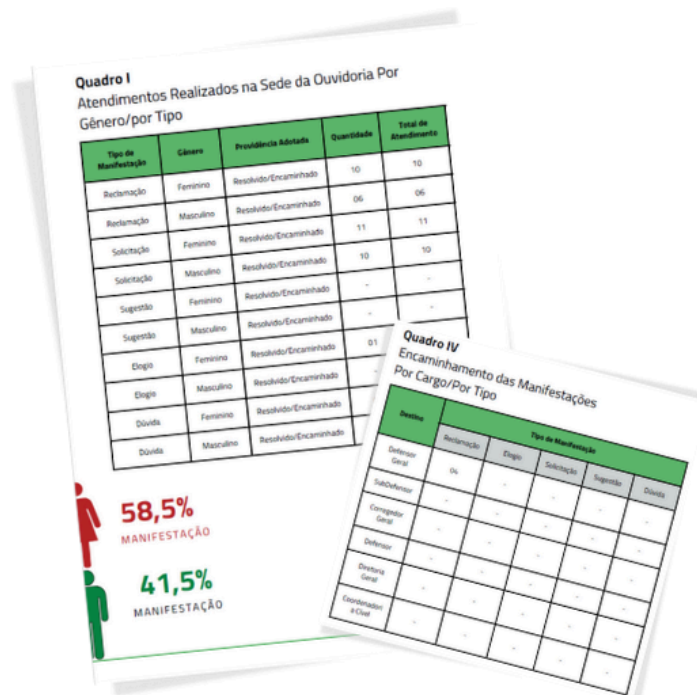 Quadro I
Atendimentos Realizados na Sede da Ouvidoria Por
Gênero/por Tipo
Tipo de Manifestação Gênero Providência Adotada Quantidade Total de Atendimento
Reclamação Feminino Resolvido/Encaminhado 10 10
Reclamação Masculino Resolvido/Encaminhado 06 06
Solicitação Feminino Resolvido/Encaminhado 11 11
Solicitação Masculino Resolvido/Encaminhado 10 10
Sugestão Feminino Resolvido/Encaminhado - -
Sugestão Masculino Resolvido/Encaminhado - -
Elogio Feminino Resolvido/Encaminhado 01
Elogio Masculino Resolvido/Encaminhado -
Dúvida Feminino Resolvido/Encaminhado
Dúvida Masculino Resolvido/Encaminhado
58,5%
MANIFESTAÇÃO
41,5%
MANIFESTAÇÃO
Quadro IV
Encaminhamento das Manifestações
Por Cargo/Por Tipo
Destino Tipo de Manifestação
Reclamação Elogio Solicitação Sugestão Dúvida
Defensor Geral 04 - - - -
SubDefensor - - - - -
Corregedor Geral - - - - -
Defensor - - - - -
Diretoria Geral - - - - -
Coordenadori a Cível - - - - -